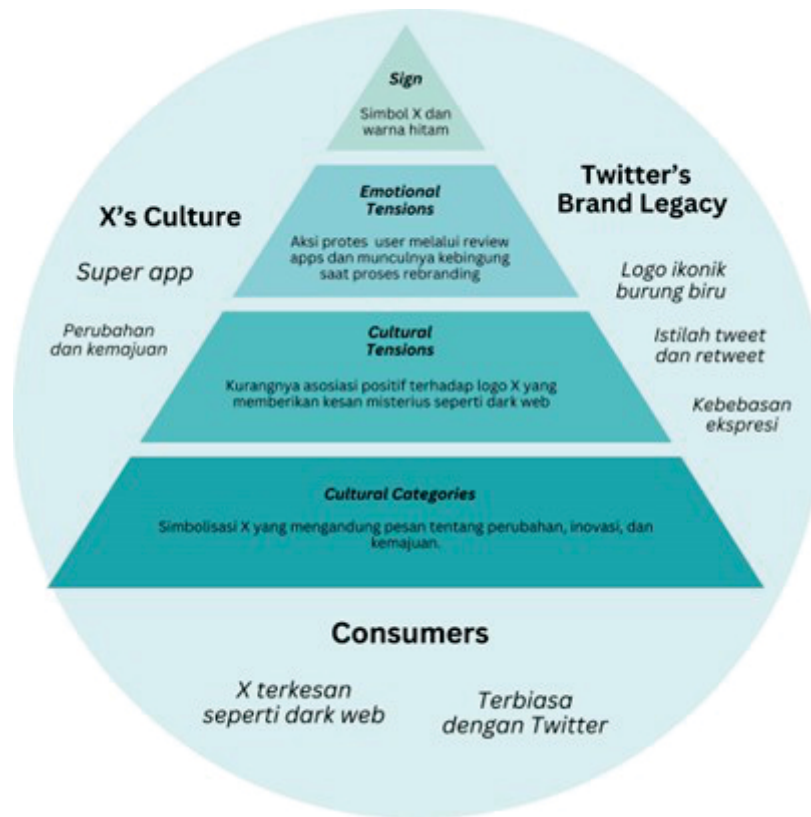 Sign
Simbol X dan
warna hitam
Emotional
Tensions
Aksi protes user melalui review
apps dan munculnya kebingung
saat proses rebranding
Cultural
Tensions
Kurangnya asosiasi positif terhadap logo X yang
memberikan kesan misterius seperti dark web
Cultural Categories
Simbolisasi X yang mengandung pesan tentang perubahan, inovasi, dan
kemajuan.
X's Culture
Super app
Perubahan
dan kemajuan
Twitter's
Brand Legacy
Logo ikonik
burung biru
Istilah tweet
dan retweet
Kebebasan
ekspresi
Consumers
X terkesan
seperti dark web
Terbiasa
dengan Twitter